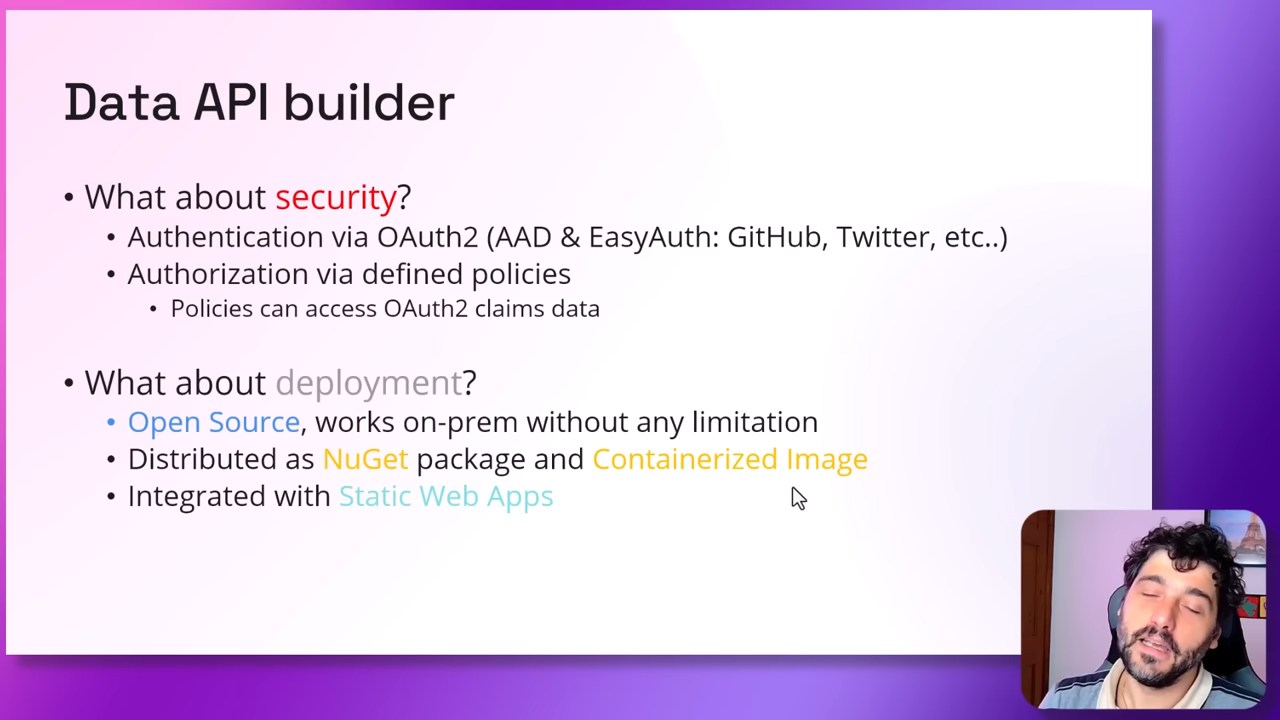 Data API builder
• What about security?
• Authentication via OAuth2 (AAD & EasyAuth: GitHub, Twitter, etc..)
• Authorization via defined policies
• Policies can access OAuth2 claims data
• What about deployment?
• Open Source, works on-prem without any limitation
• Distributed as NuGet package and Containerized Image
• Integrated with Static Web Apps